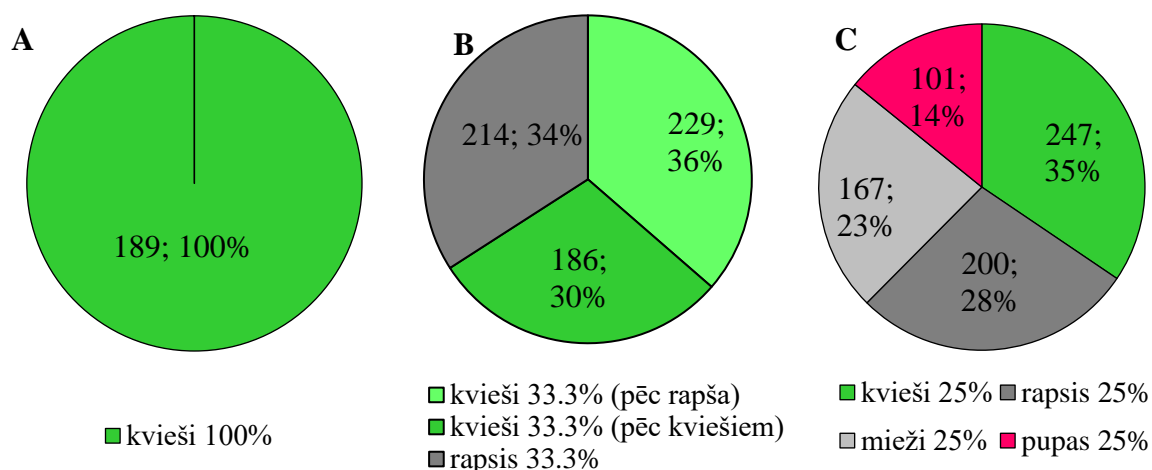 A
189; 100%
kvieši 100%
B
214; 34%
229;
36%
186;
30%
kvieši 33.3% (pēc rapša)
kvieši 33.3% (pēc kviešiem)
rapsis 33.3%
C
101;
14%
247;
35%
167;
23%
200;
28%
kvieši 25% rapsis 25%
mieži 25% pupas 25%